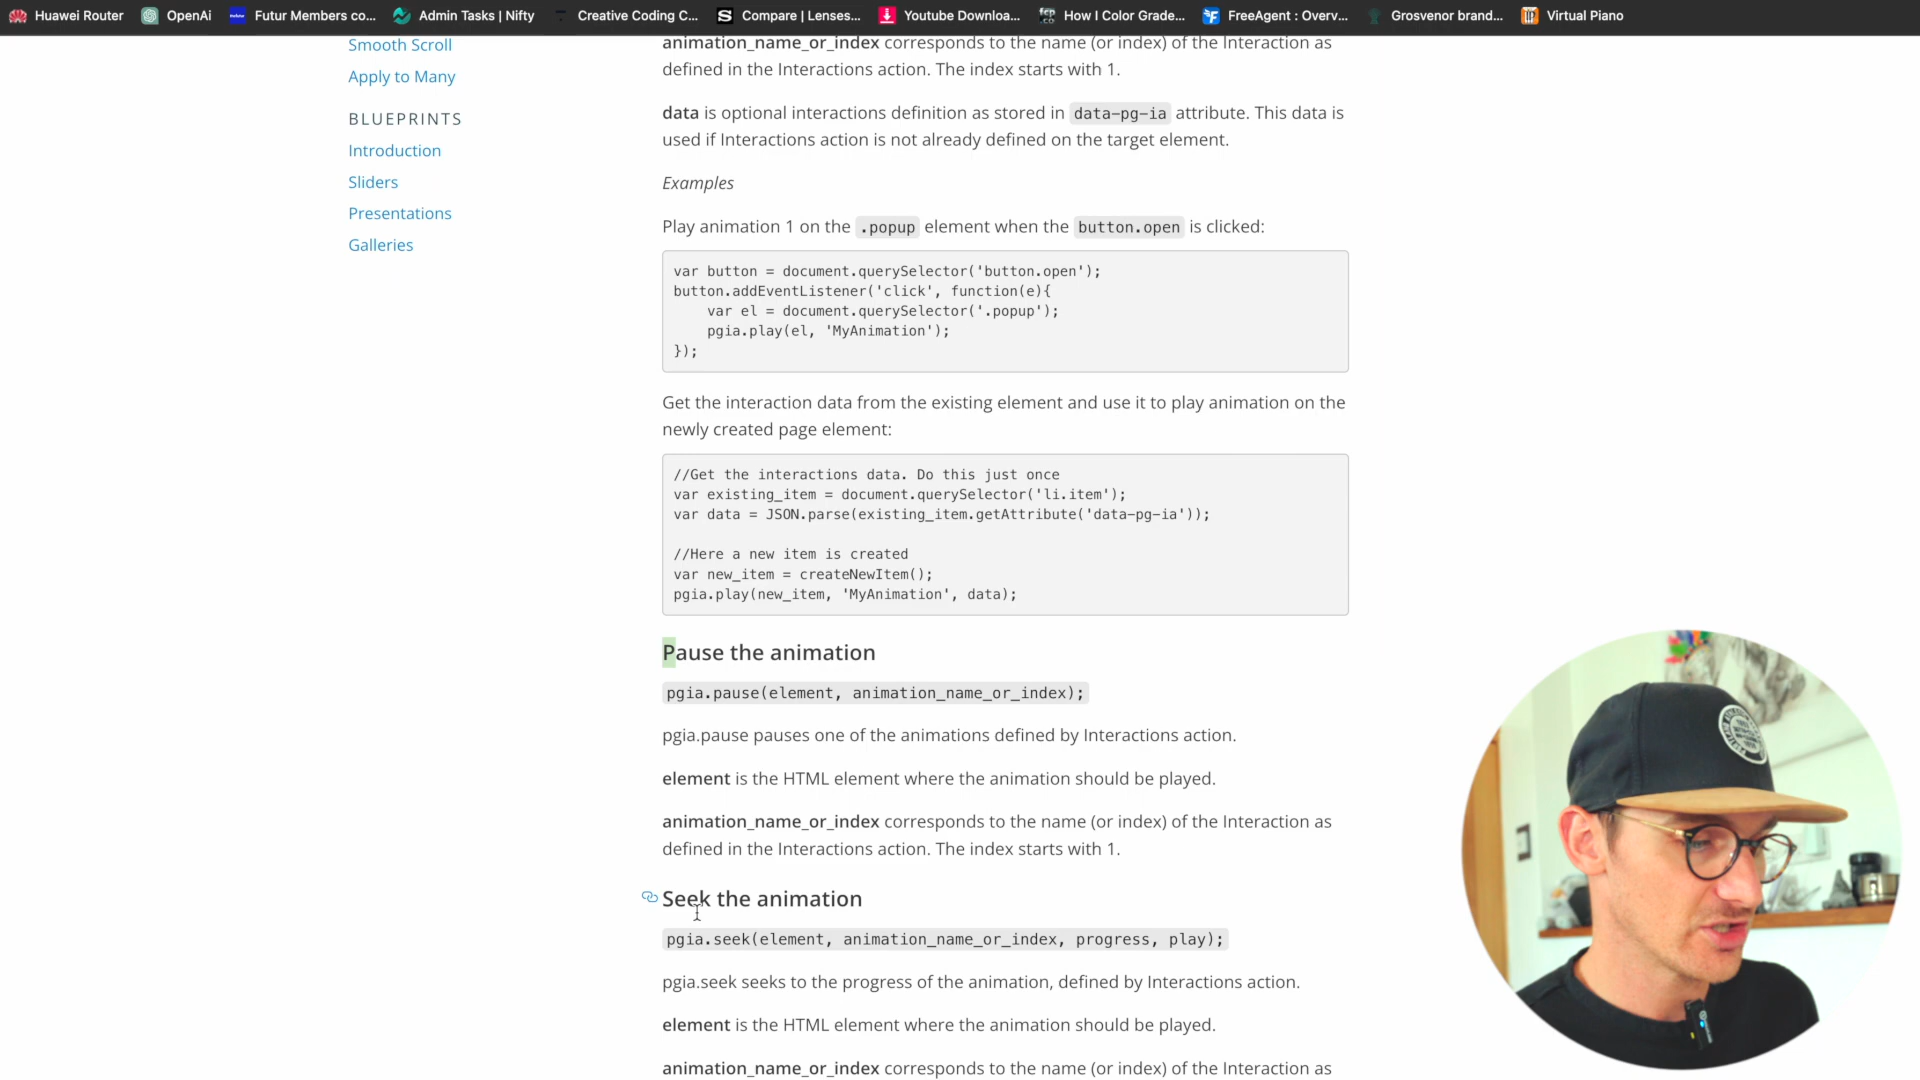 Huawei Router OpenAi Futur Members co... Admin Tasks | Nifty Creative Coding C... Compare | Lenses... Youtube Downloa... How I Color Grade... FreeAgent : Overv... Grosvenor brand... Virtual Piano
Smooth Scroll
Apply to Many
BLUEPRINTS
Introduction
Sliders
Presentations
Galleries
animation_name_or_index corresponds to the name (or index) of the Interaction as
defined in the Interactions action. The index starts with 1.
data is optional interactions definition as stored in data-pg-ia attribute. This data is
used if Interactions action is not already defined on the target element.
Examples
Play animation 1 on the .popup element when the button.open is clicked:
var button = document.querySelector('button.open');
button.addEventListener('click', function(e){
    var el = document.querySelector('.popup');
    pgia.play(el, 'MyAnimation');
});
Get the interaction data from the existing element and use it to play animation on the
newly created page element:
//Get the interactions data. Do this just once
var existing_item = document.querySelector('li.item');
var data = JSON.parse(existing_item.getAttribute('data-pg-ia'));
//Here a new item is created
var new_item = createNewItem();
pgia.play(new_item, 'MyAnimation', data);
Pause the animation
pgia.pause(element, animation_name_or_index);
pgia.pause pauses one of the animations defined by Interactions action.
element is the HTML element where the animation should be played.
animation_name_or_index corresponds to the name (or index) of the Interaction as
defined in the Interactions action. The index starts with 1.
Seek the animation
pgia.seek(element, animation_name_or_index, progress, play);
pgia.seek seeks to the progress of the animation, defined by Interactions action.
element is the HTML element where the animation should be played.
animation_name_or_index corresponds to the name (or index) of the Interaction as